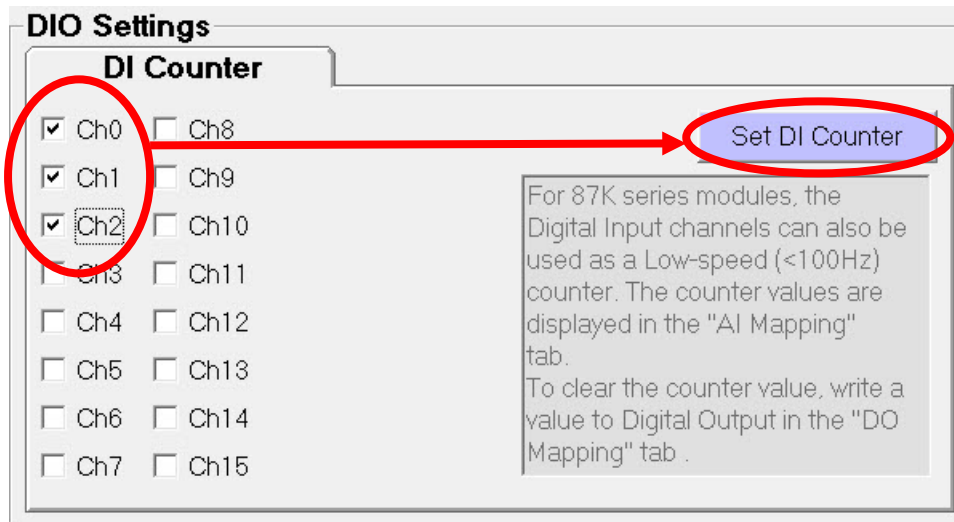 DIO Settings
DI Counter
Ch0 Ch8
Ch1 Ch9
Ch2 Ch10
Ch3 Ch11
Ch4 Ch12
Ch5 Ch13
Ch6 Ch14
Ch7 Ch15
Set DI Counter
For 87K series modules, the
Digital Input channels can also be
used as a Low-speed (<100Hz)
counter. The counter values are
displayed in the "AI Mapping"
tab.
To clear the counter value, write a
value to Digital Output in the "DO
Mapping" tab .